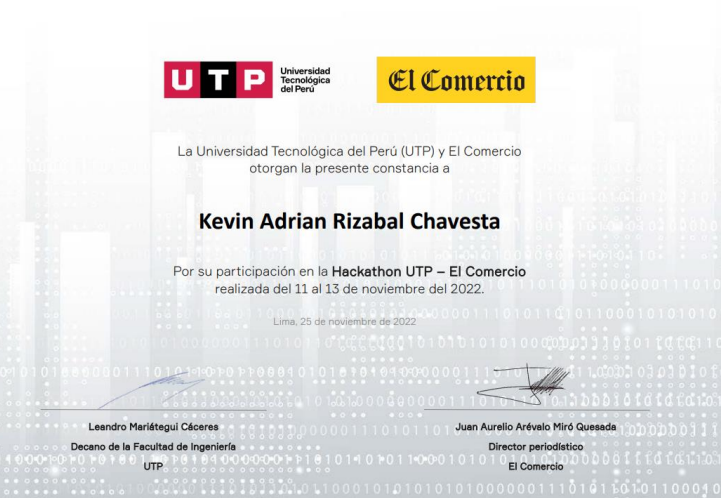 UTP Universidad
Tecnológica
del Perú
El Comercio
La Universidad Tecnológica del Perú (UTP) y El Comercio
otorgan la presente constancia a
Kevin Adrian Rizabal Chavesta
Por su participación en la Hackathon UTP – El Comercio
realizada del 11 al 13 de noviembre del 2022.
Lima, 25 de noviembre de 2022
Leandro Mariátegui Cáceres
Decano de la Facultad de Ingeniería
UTP
Juan Aurelio Arévalo Miró Quesada
Director periodístico
El Comercio